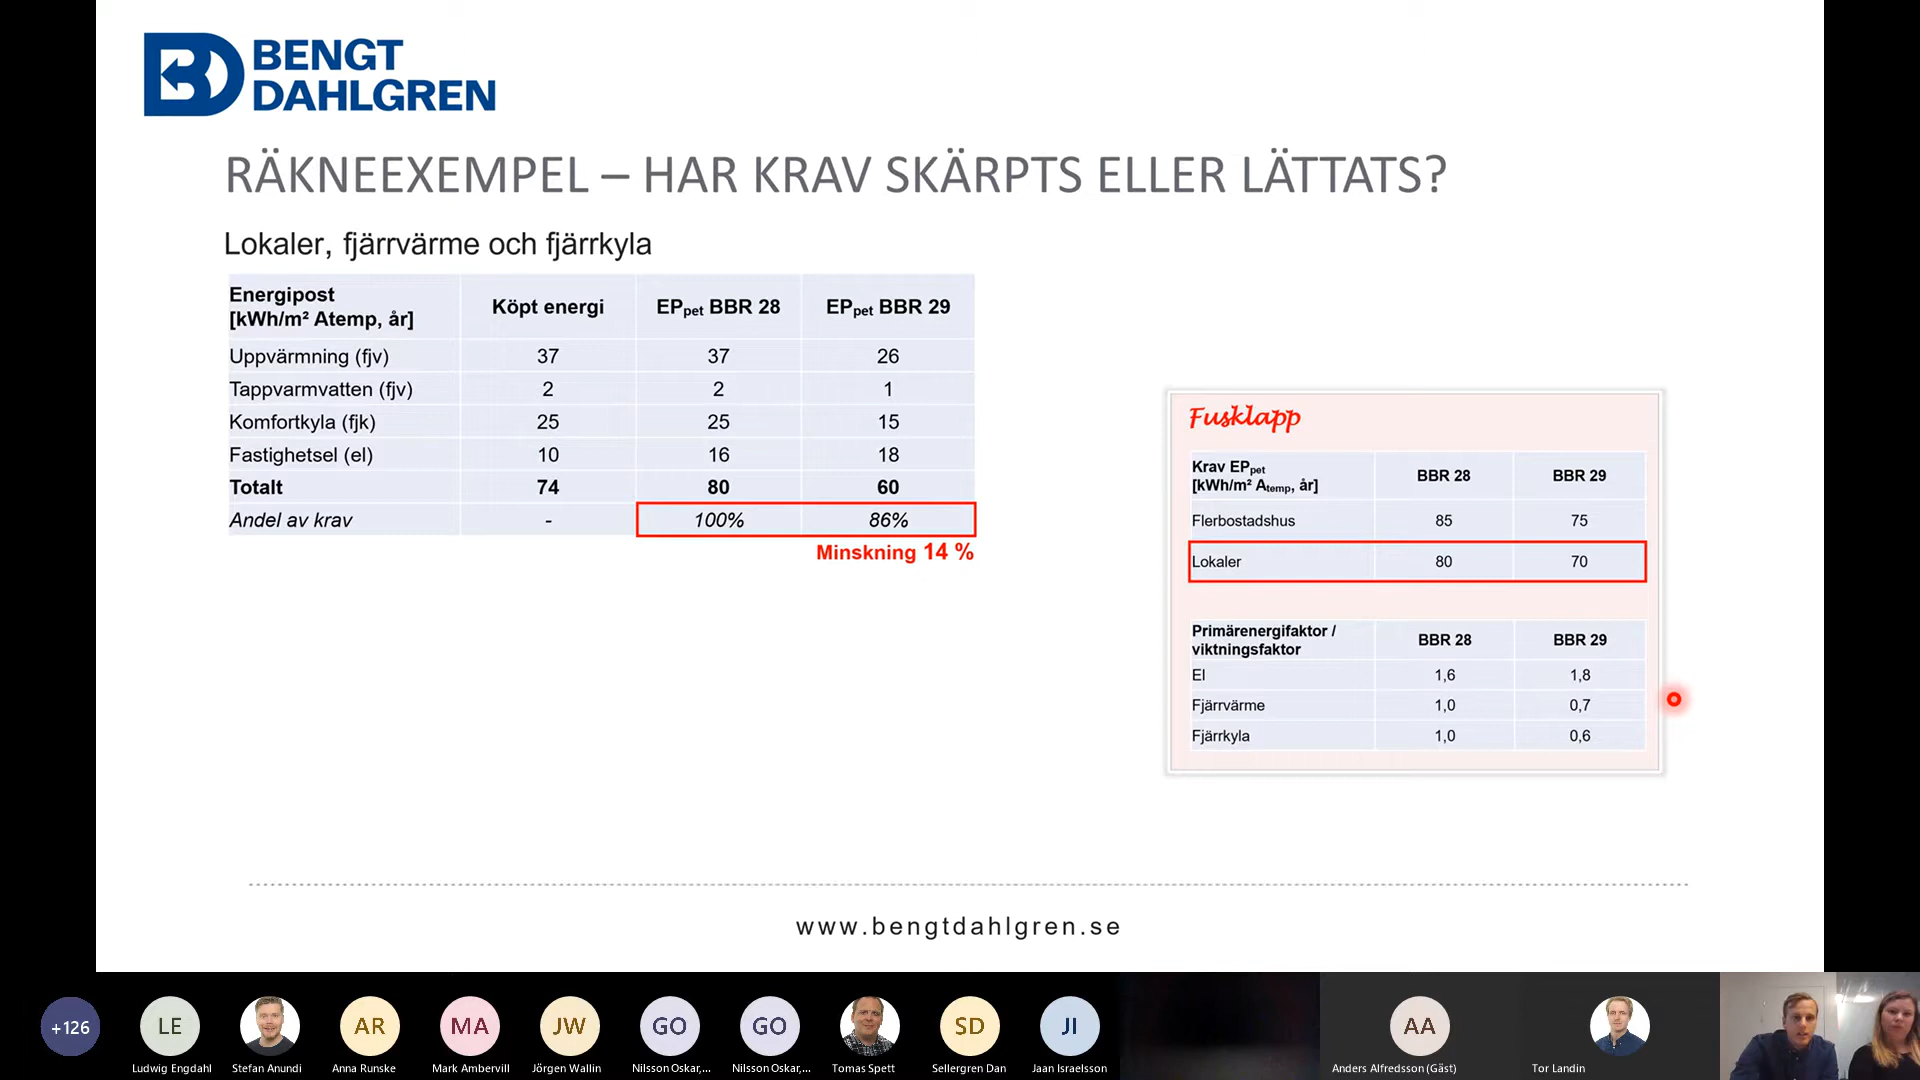 BENGT
DAHLGREN
RÄKNEEXEMPEL – HAR KRAV SKÄRPTS ELLER LÄTTATS?
Lokaler, fjärrvärme och fjärrkyla
Energipost [kWh/m² Atemp, år] Köpt energi EPpet BBR 28 EPpet BBR 29
Uppvärmning (fjv) 37 37 26
Tappvarmvatten (fjv) 2 2 1
Komfortkyla (fjk) 25 25 15
Fastighetsel (el) 10 16 18
Totalt 74 80 60
Andel av krav - 100% 86%
Minskning 14 %
Fusklapp
Krav EPpet [kWh/m² Atemp, år] BBR 28 BBR 29
Flerbostadshus 85 75
Lokaler 80 70
Primärenergifaktor / viktningsfaktor BBR 28 BBR 29
El 1,6 1,8
Fjärrvärme 1,0 0,7
Fjärrkyla 1,0 0,6
www.bengtdahlgren.se
+126 LE AR MA JW GO GO SD JI AA
Ludwig Engdahl Stefan Anundi Anna Runske Mark Ambervill Jörgen Wallin Nilsson Oskar,... Nilsson Oskar,... Tomas Spett Sellergren Dan Jaan Israelsson Anders Alfredsson (Gäst) Tor Landin